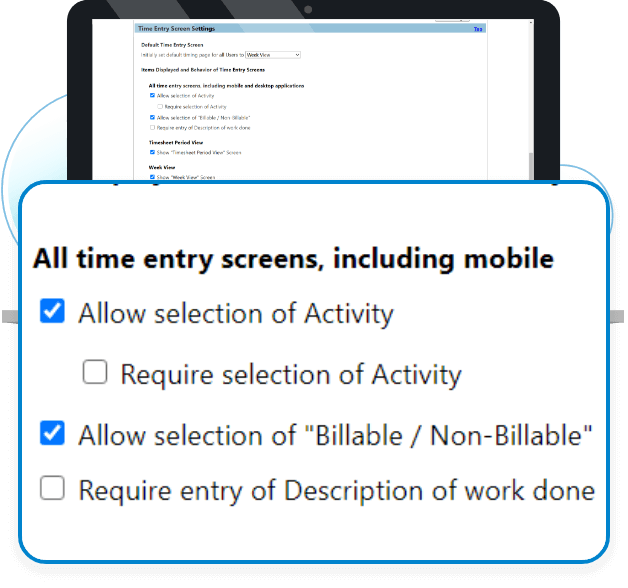 Time Entry Screen Settings
Top
Default Time Entry Screen
Initially set default timing page for all Users to Week View
Items Displayed and Behavior of Time Entry Screens
All time entry screens, including mobile and desktop applications
Allow selection of Activity
Require selection of Activity
Allow selection of "Billable / Non-Billable"
Require entry of Description of work done
Timesheet Period View
Show "Timesheet Period View" Screen
Week View
Show "Week View" Screen
All time entry screens, including mobile
Allow selection of Activity
Require selection of Activity
Allow selection of "Billable / Non-Billable"
Require entry of Description of work done